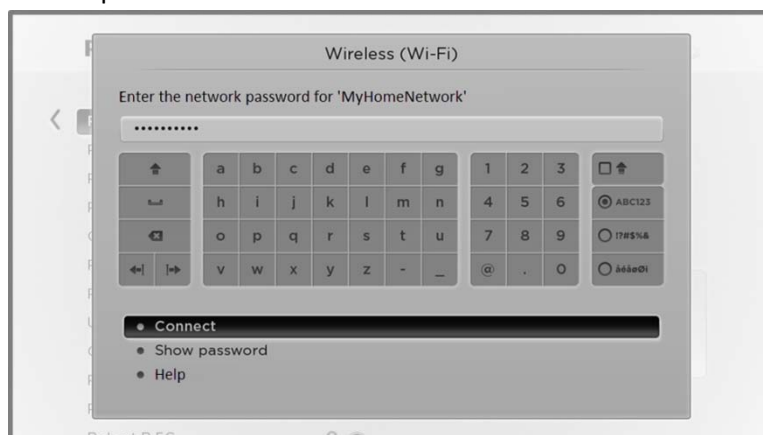 Wireless (Wi-Fi)
Enter the network password for 'MyHomeNetwork'
••••••••••
a b c d e f g 1 2 3
h i j k l m n 4 5 6 ABC123
o p q r s t u 7 8 9 !?#$%&
v w x y z - _ @ . 0 àéåøØi
Connect
Show password
Help